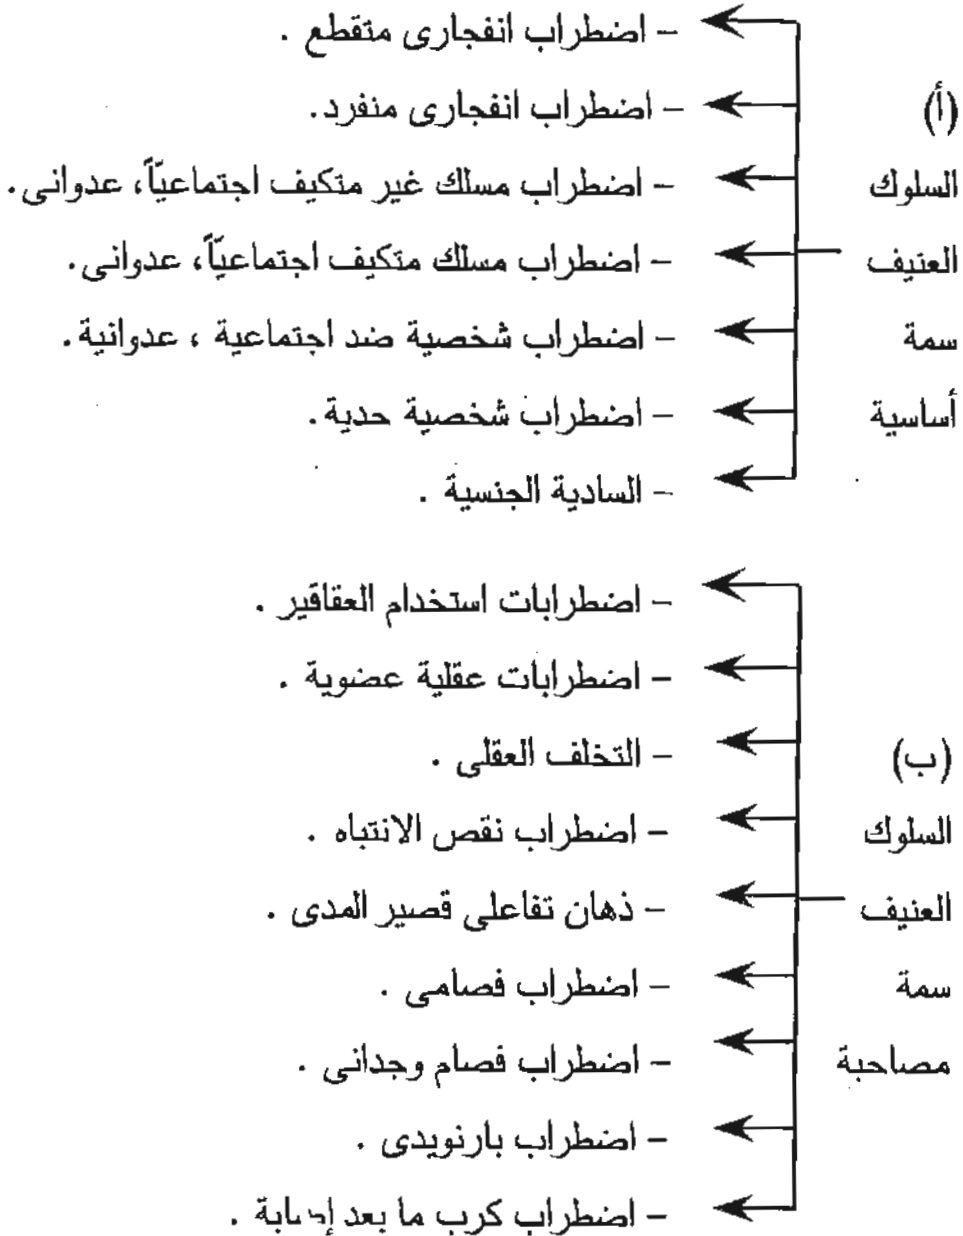 (أ)
السلوك
العنيف
سمة
أساسية
– اضطراب انفجارى متقطع .
– اضطراب انفجارى منفرد.
– اضطراب مسلك غير متكيف اجتماعيّاً، عدوانى.
– اضطراب مسلك متكيف اجتماعيّاً، عدوانى.
– اضطراب شخصية ضد اجتماعية ، عدوانية.
– اضطراب شخصية حدية.
– السادية الجنسية .
(ب)
السلوك
العنيف
سمة
مصاحبة
– اضطرابات استخدام العقاقير .
– اضطرابات عقلية عضوية .
– التخلف العقلى .
– اضطراب نقص الانتباه .
– ذهان تفاعلى قصير المدى .
– اضطراب فصامى .
– اضطراب فصام وجدانى .
– اضطراب بارنويدى .
– اضطراب كرب ما بعد إصابة .